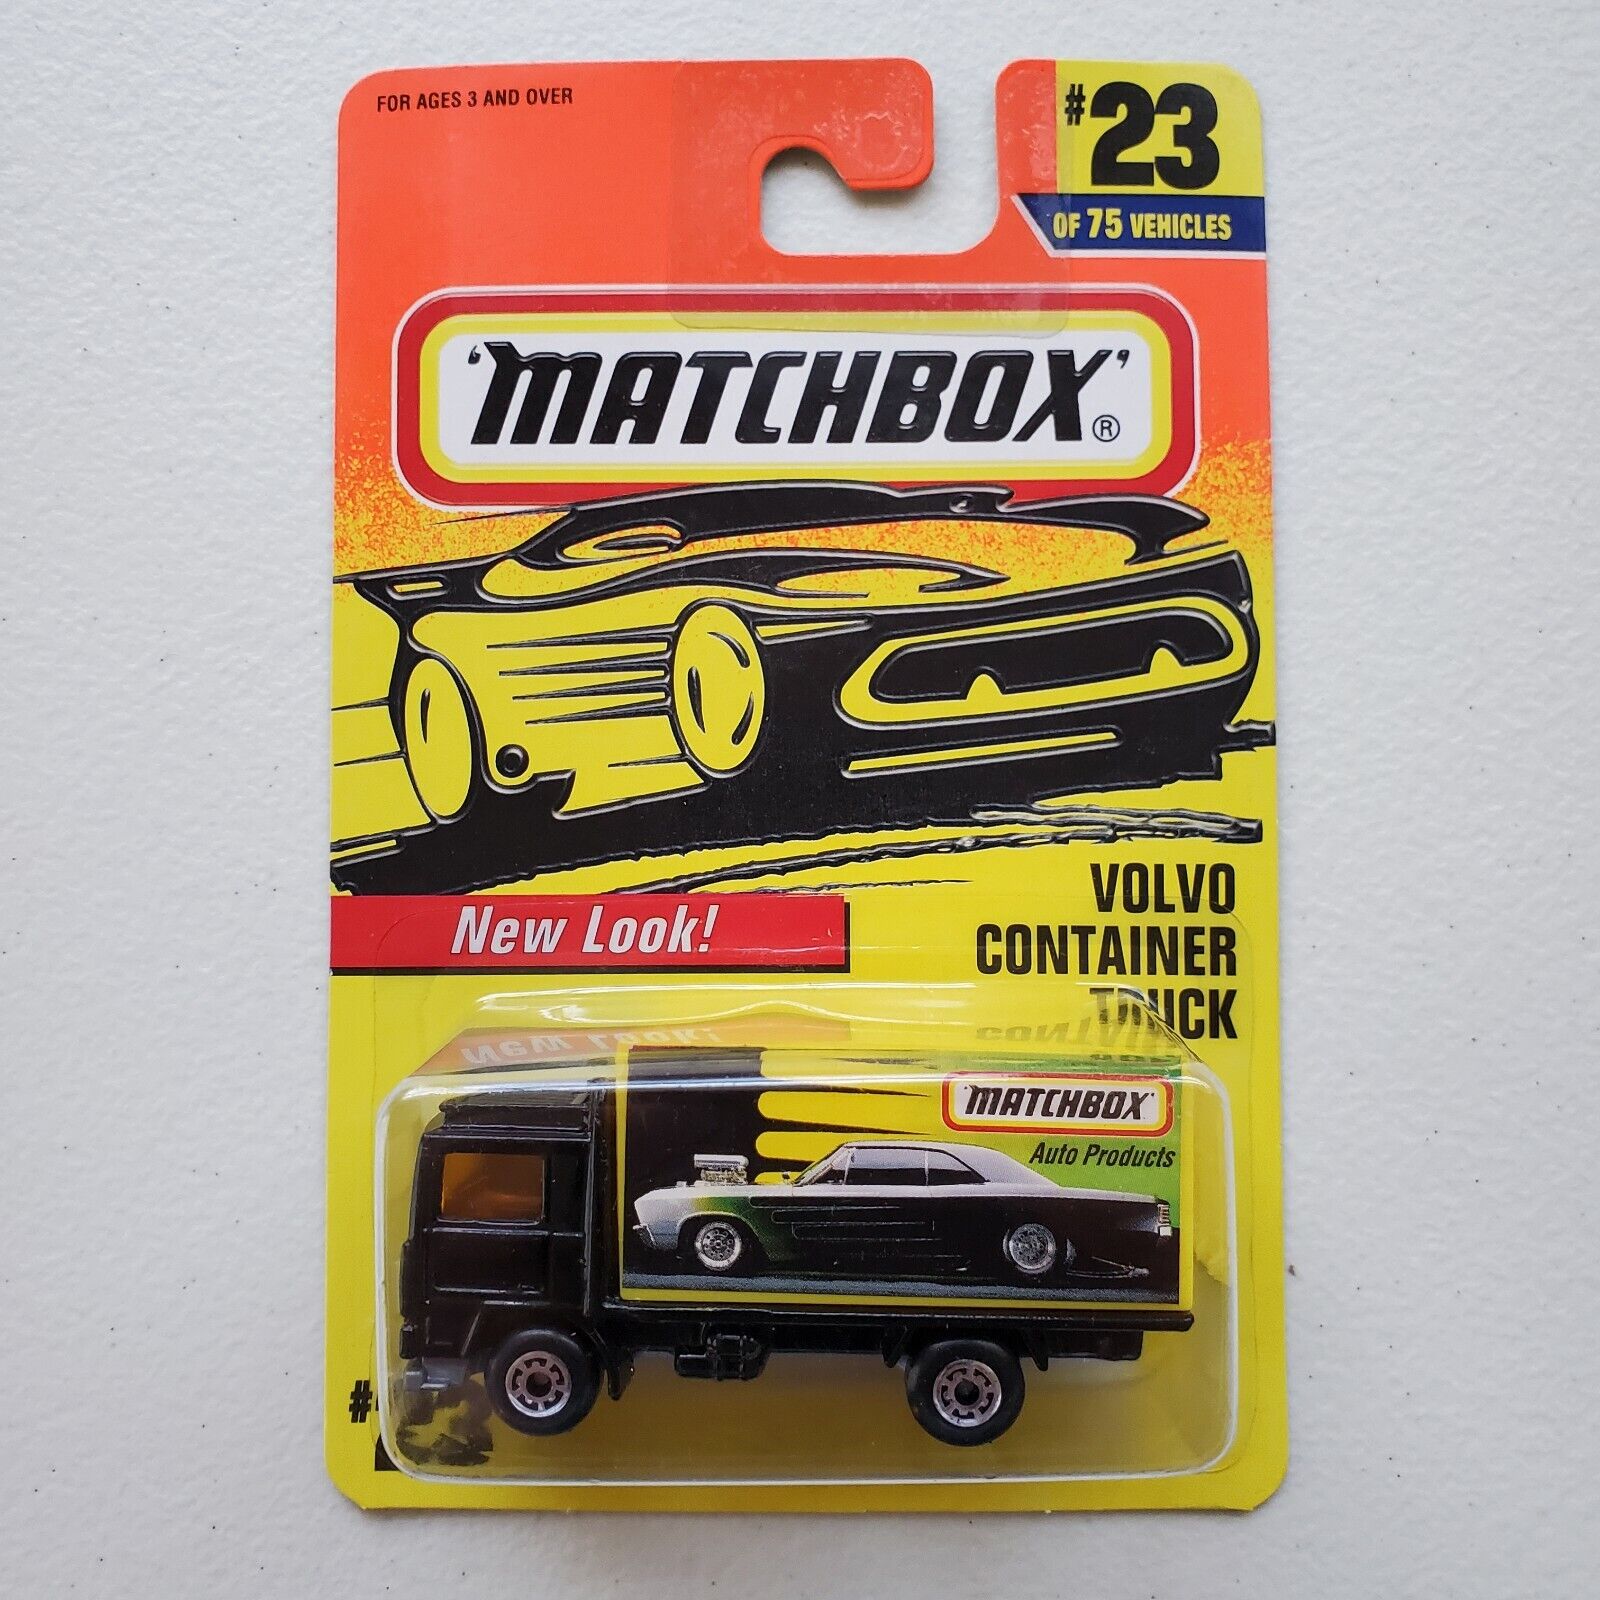 FOR AGES 3 AND OVER
#23
OF 75 VEHICLES
'MATCHBOX'®
New Look!
VOLVO
CONTAINER
TRUCK
'MATCHBOX'
Auto Products
#